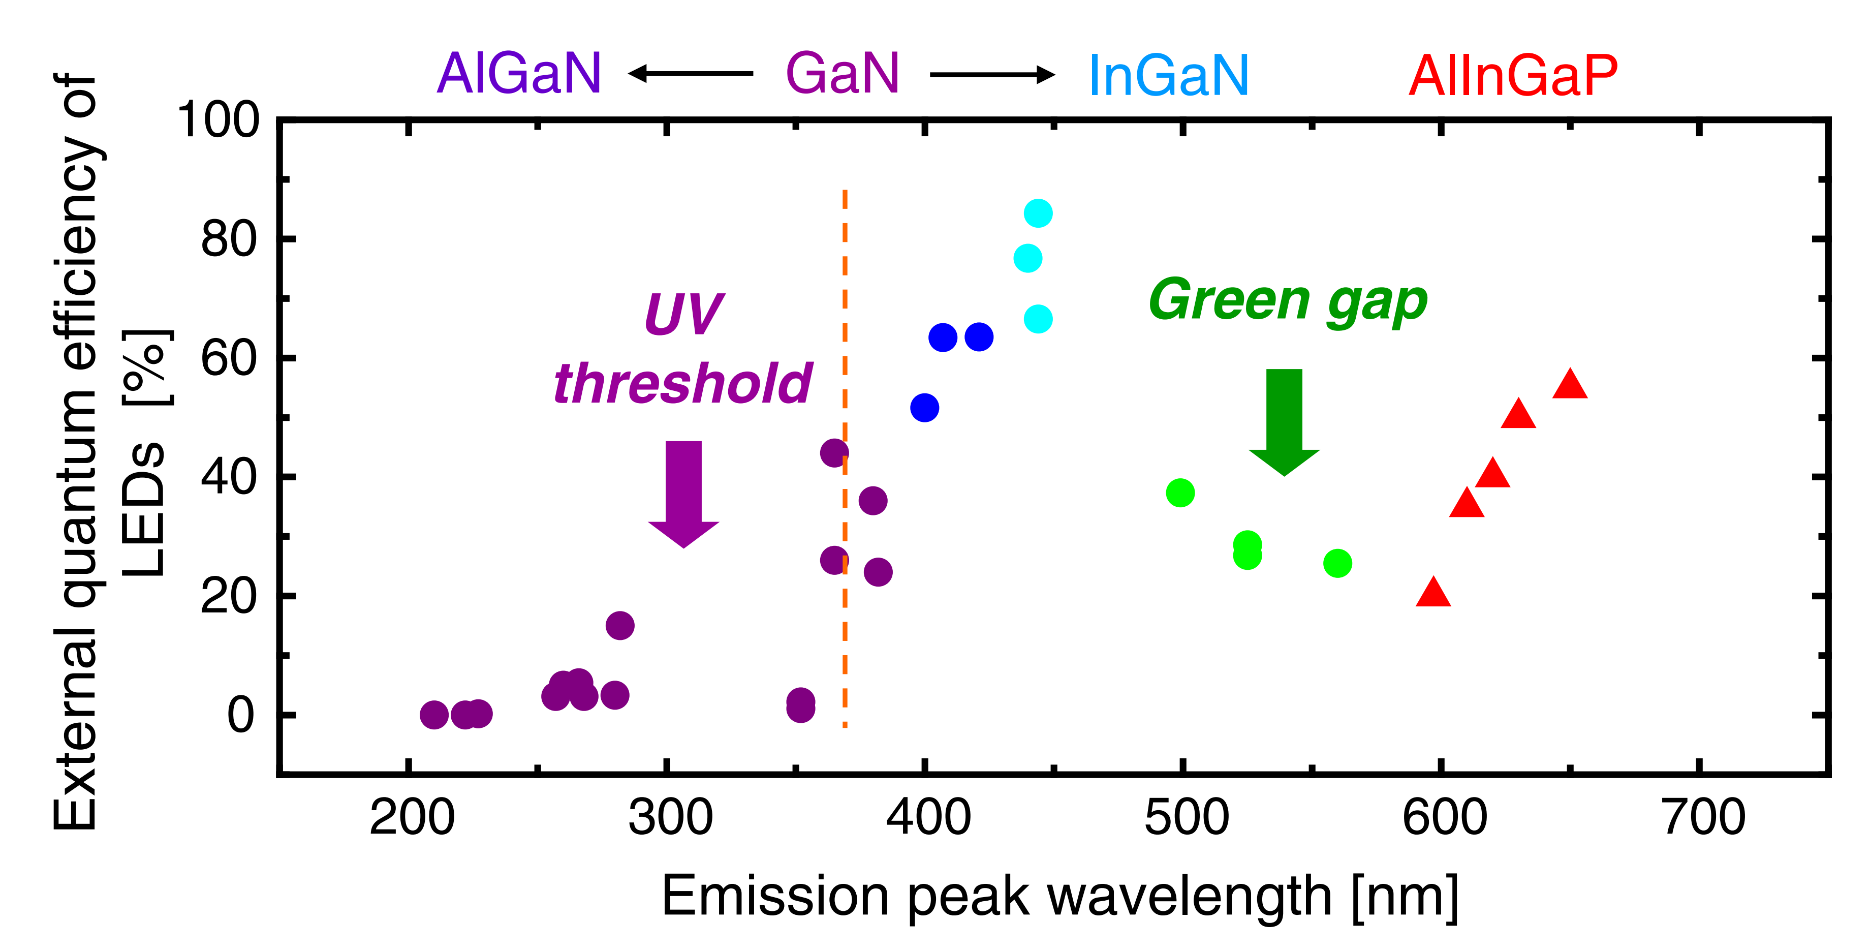 AlGaN
GaN
InGaN
AlInGaP
External quantum efficiency of
LEDs [%]
100
80
60
40
20
0
UV
threshold
Green gap
200
300
400
500
600
700
Emission peak wavelength [nm]